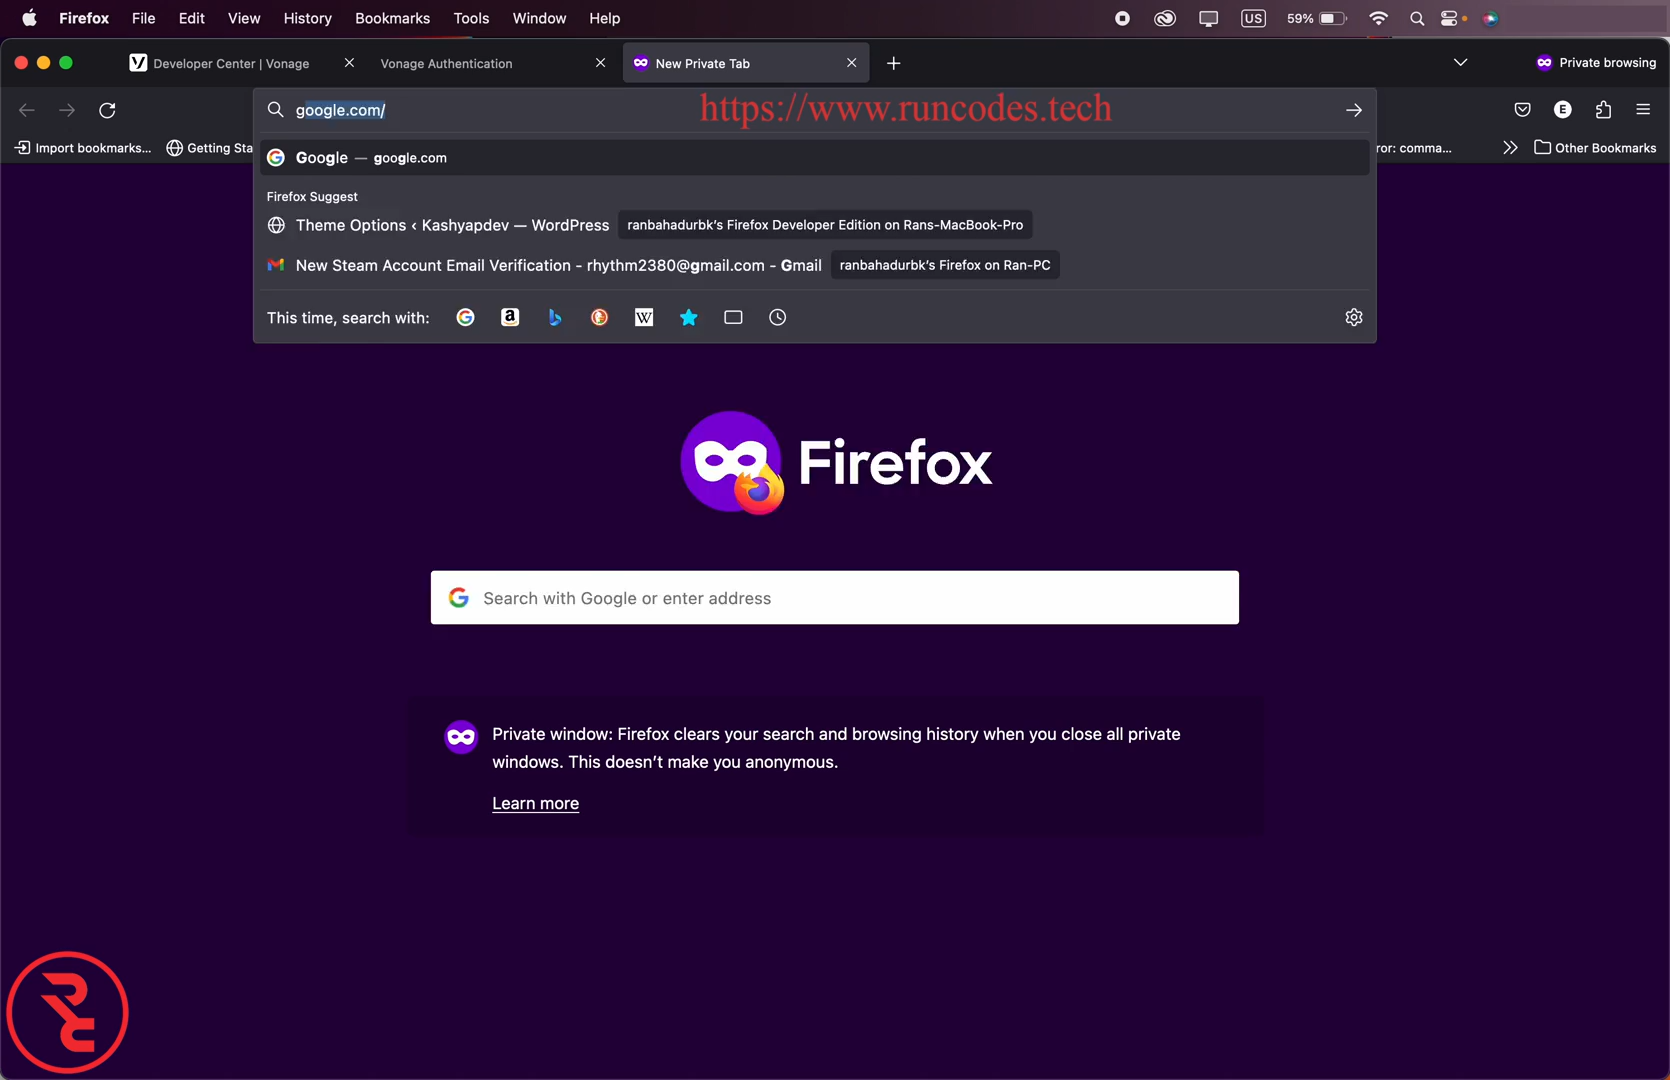 Firefox File Edit View History Bookmarks Tools Window Help US 59%
Developer Center | Vonage Vonage Authentication New Private Tab Private browsing
google.com/ https://www.runcodes.tech E
Import bookmarks... Getting Sta ror: comma... Other Bookmarks
Google — google.com
Firefox Suggest
Theme Options ‹ Kashyapdev — WordPress ranbahadurbk's Firefox Developer Edition on Rans-MacBook-Pro
New Steam Account Email Verification - rhythm2380@gmail.com - Gmail ranbahadurbk's Firefox on Ran-PC
This time, search with: G a W
Firefox
G Search with Google or enter address
Private window: Firefox clears your search and browsing history when you close all private
windows. This doesn't make you anonymous.
Learn more
RC